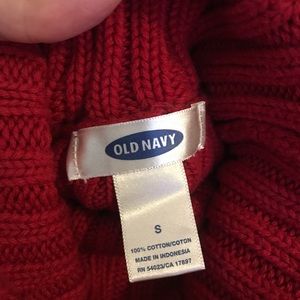 OLD NAVY
S
100% COTTON/COTON
MADE IN INDONESIA
RN 54023/CA 17897